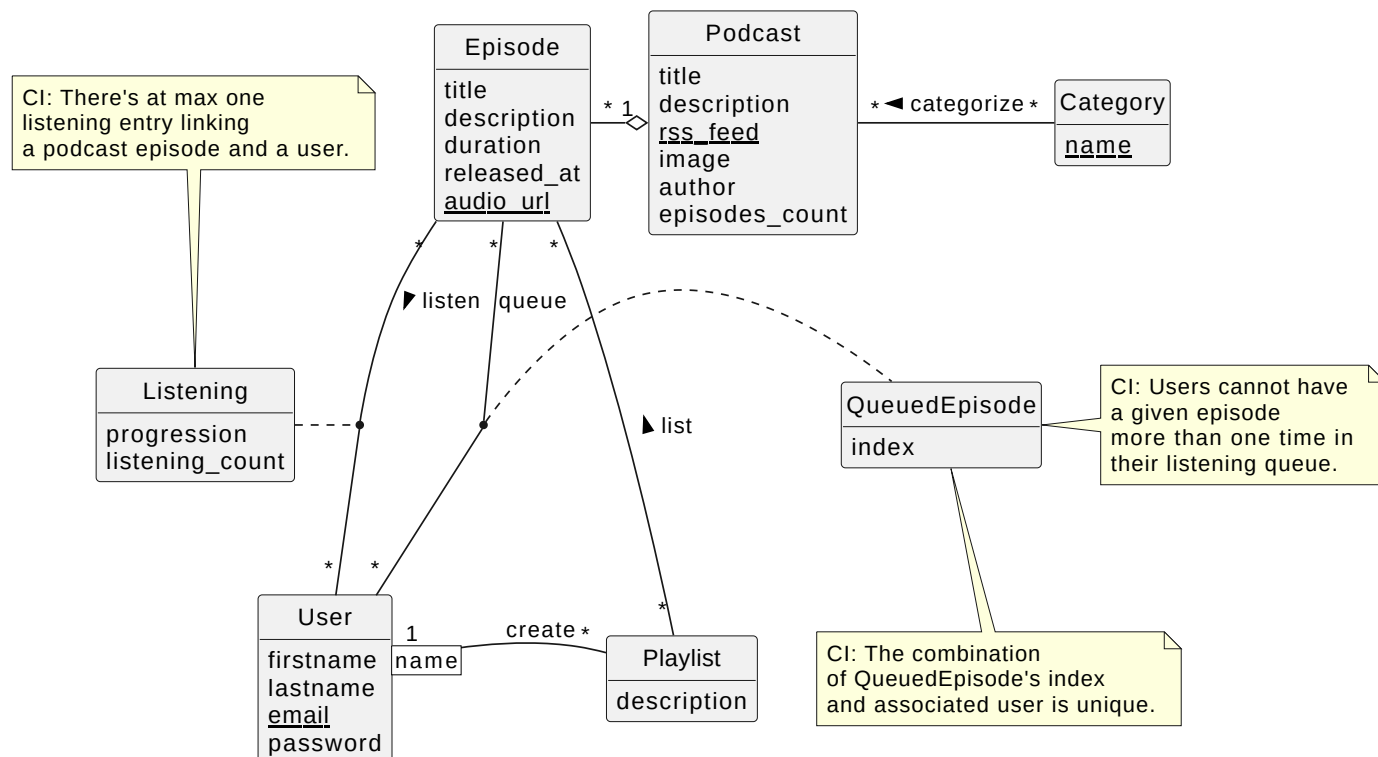 Episode
title
description
duration
released_at
audio_url
Podcast
title
description
rss_feed
image
author
episodes_count
* 1
* ◄ categorize *
Category
name
CI: There's at max one
listening entry linking
a podcast episode and a user.
*
*
*
listen
queue
Listening
progression
listening_count
list
QueuedEpisode
index
CI: Users cannot have
a given episode
more than one time in
their listening queue.
*
*
*
User
firstname
lastname
email
password
1
name
create *
Playlist
description
CI: The combination
of QueuedEpisode's index
and associated user is unique.